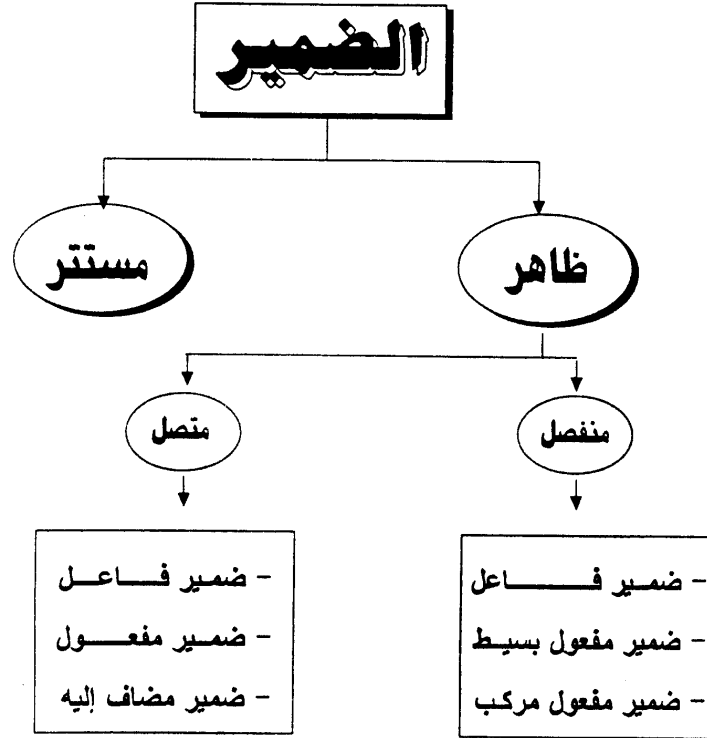 الضمير
ظاهر
مستتر
منفصل
متصل
- ضمير فاعل
- ضمير مفعول بسيط
- ضمير مفعول مركب
- ضمير فاعل
- ضمير مفعول
- ضمير مضاف إليه